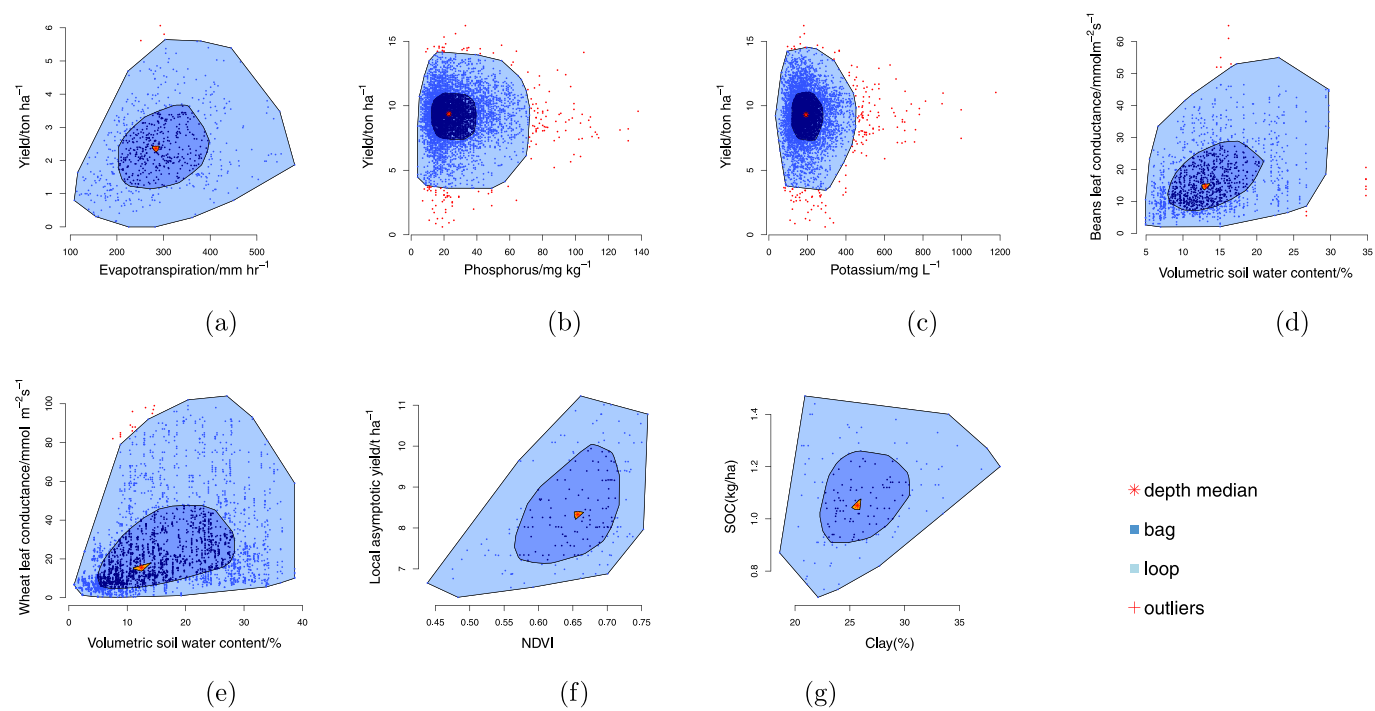 Yield/ton ha⁻¹
0 1 2 3 4 5 6
100 200 300 400 500
Evapotranspiration/mm hr⁻¹
(a)
Yield/ton ha⁻¹
0 5 10 15
0 20 40 60 80 100 120 140
Phosphorus/mg kg⁻¹
(b)
Yield/ton ha⁻¹
0 5 10 15
0 200 400 600 800 1000 1200
Potassium/mg L⁻¹
(c)
Beans leaf conductance/mmolm⁻²s⁻¹
0 10 20 30 40 50 60
5 10 15 20 25 30 35
Volumetric soil water content/%
(d)
Wheat leaf conductance/mmol m⁻²s⁻¹
0 20 40 60 80 100
0 10 20 30 40
Volumetric soil water content/%
(e)
Local asymptotic yield/t ha⁻¹
7 8 9 10 11
0.45 0.50 0.55 0.60 0.65 0.70 0.75
NDVI
(f)
SOC(kg/ha)
0.8 1.0 1.2 1.4
20 25 30 35
Clay(%)
(g)
depth median
bag
loop
outliers